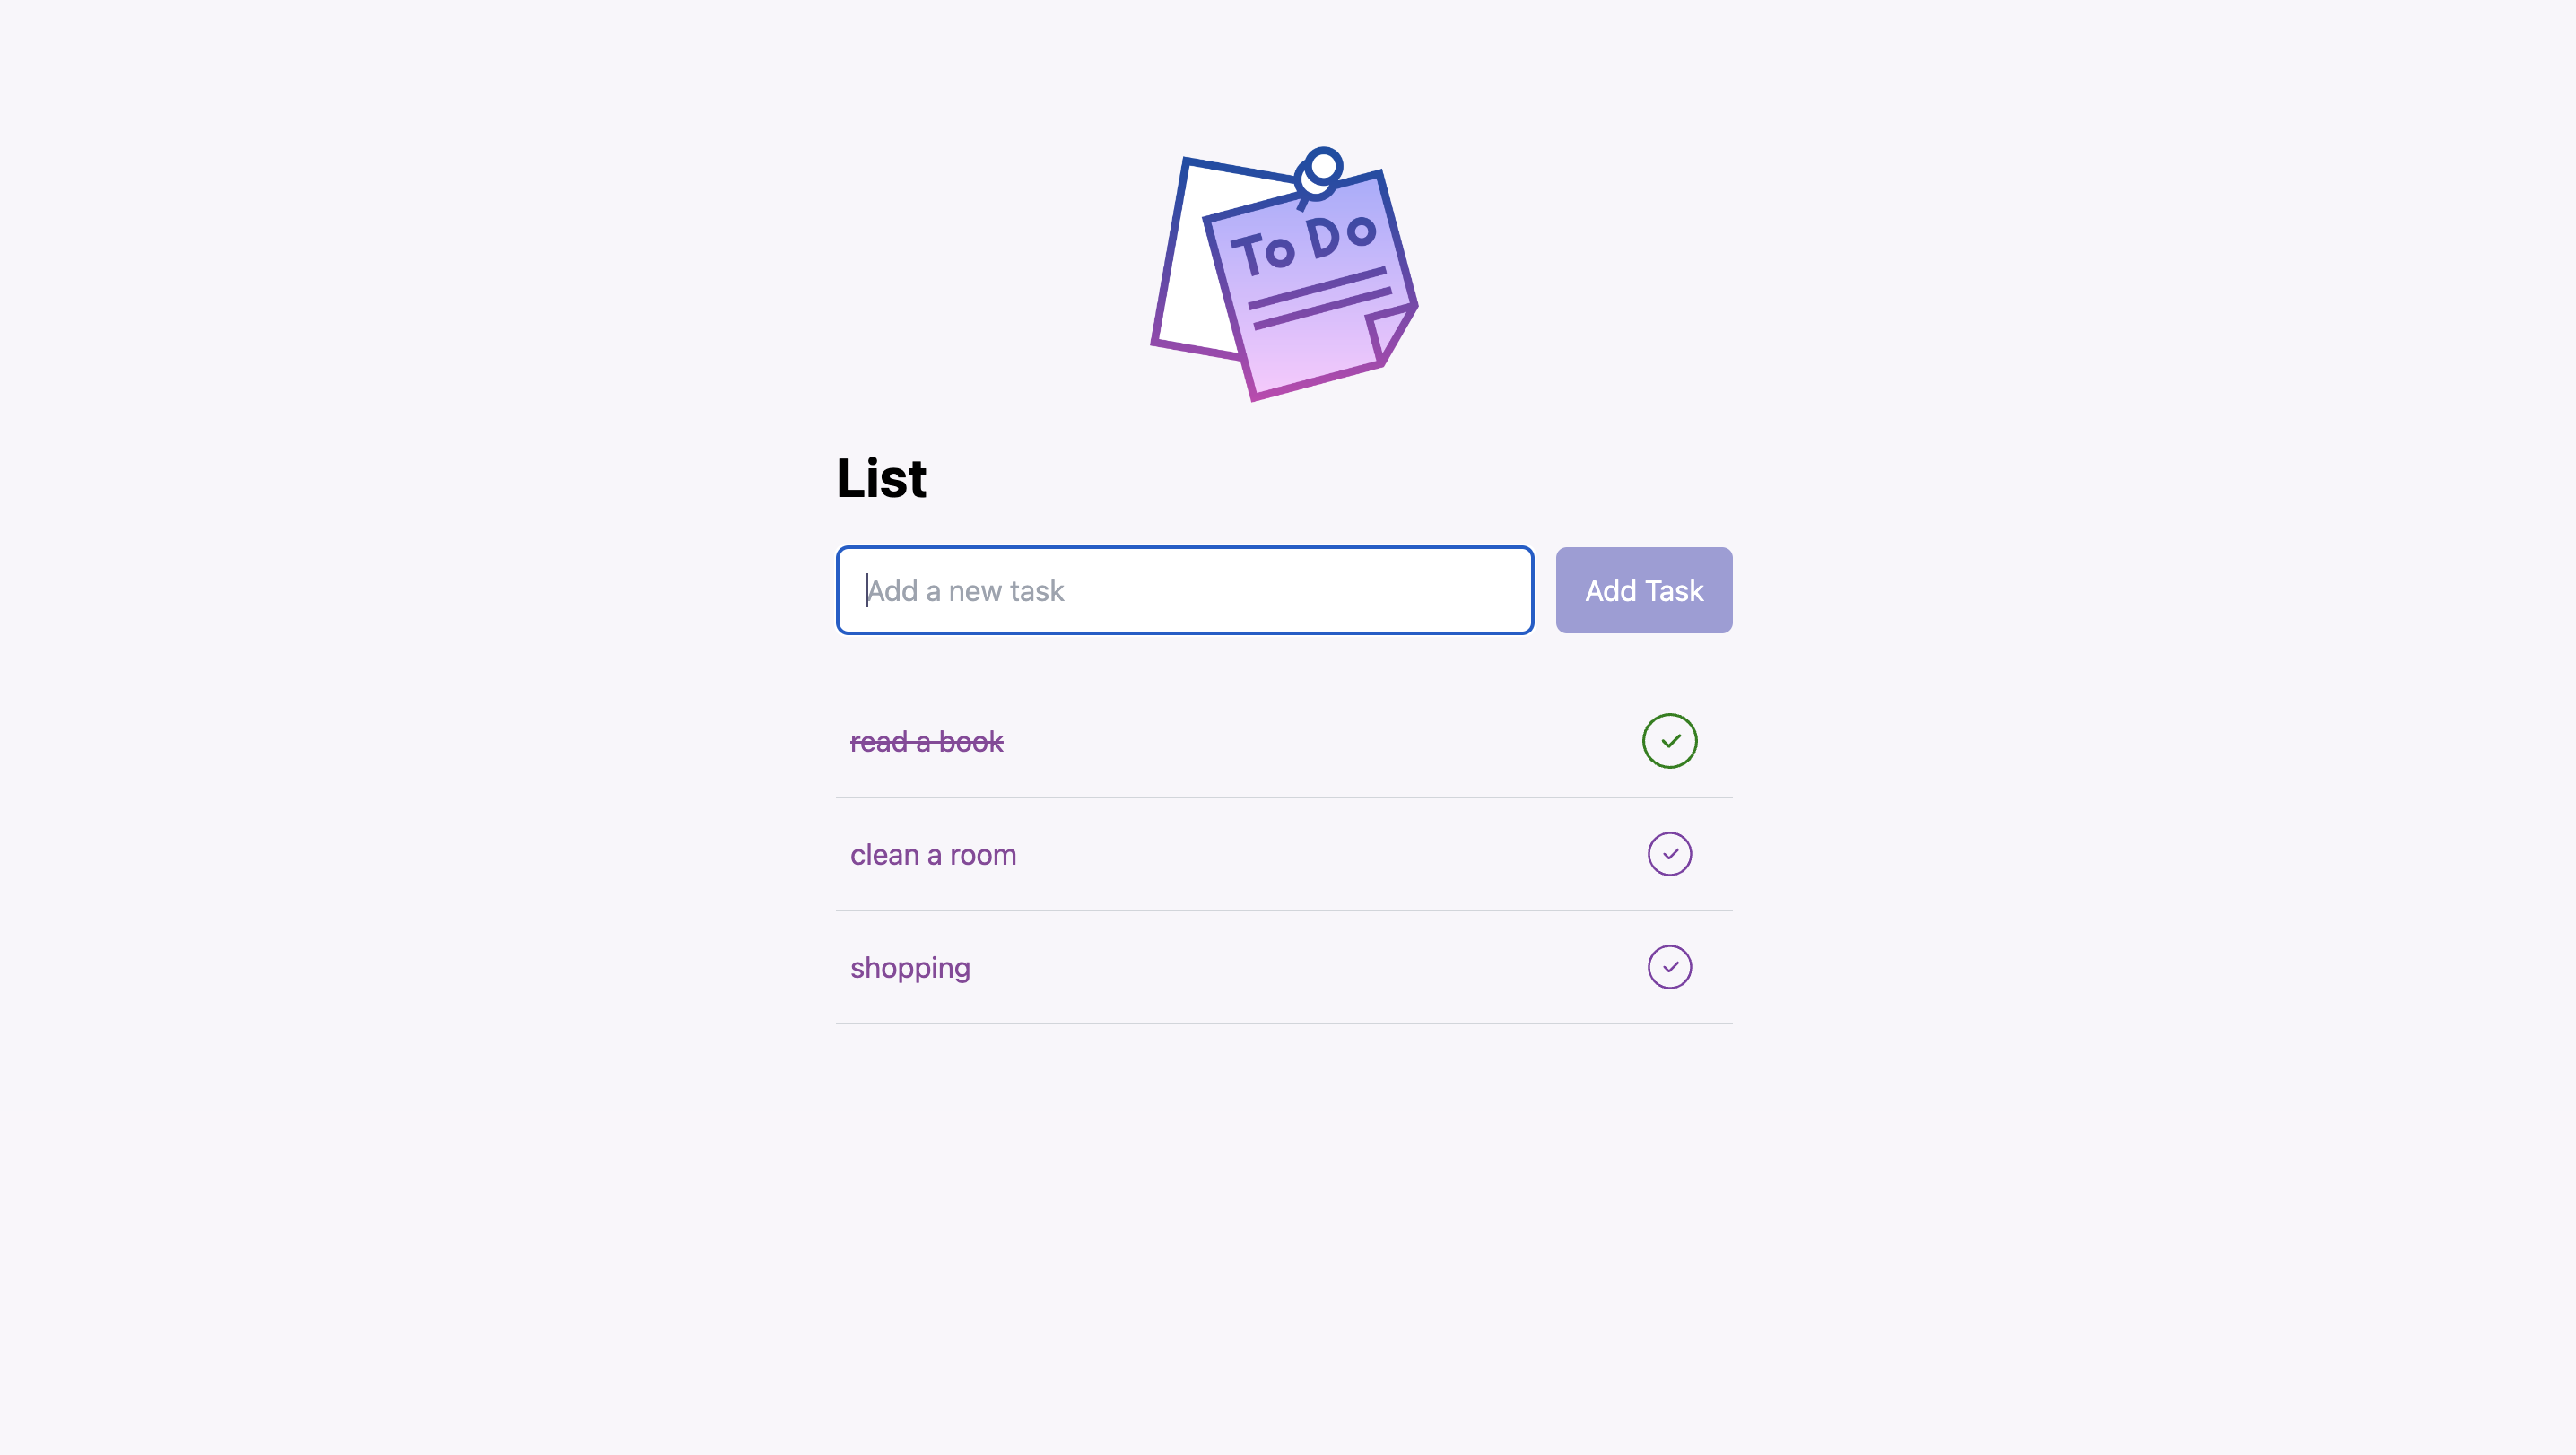 To Do
List
Add a new task
Add Task
read a book
clean a room
shopping